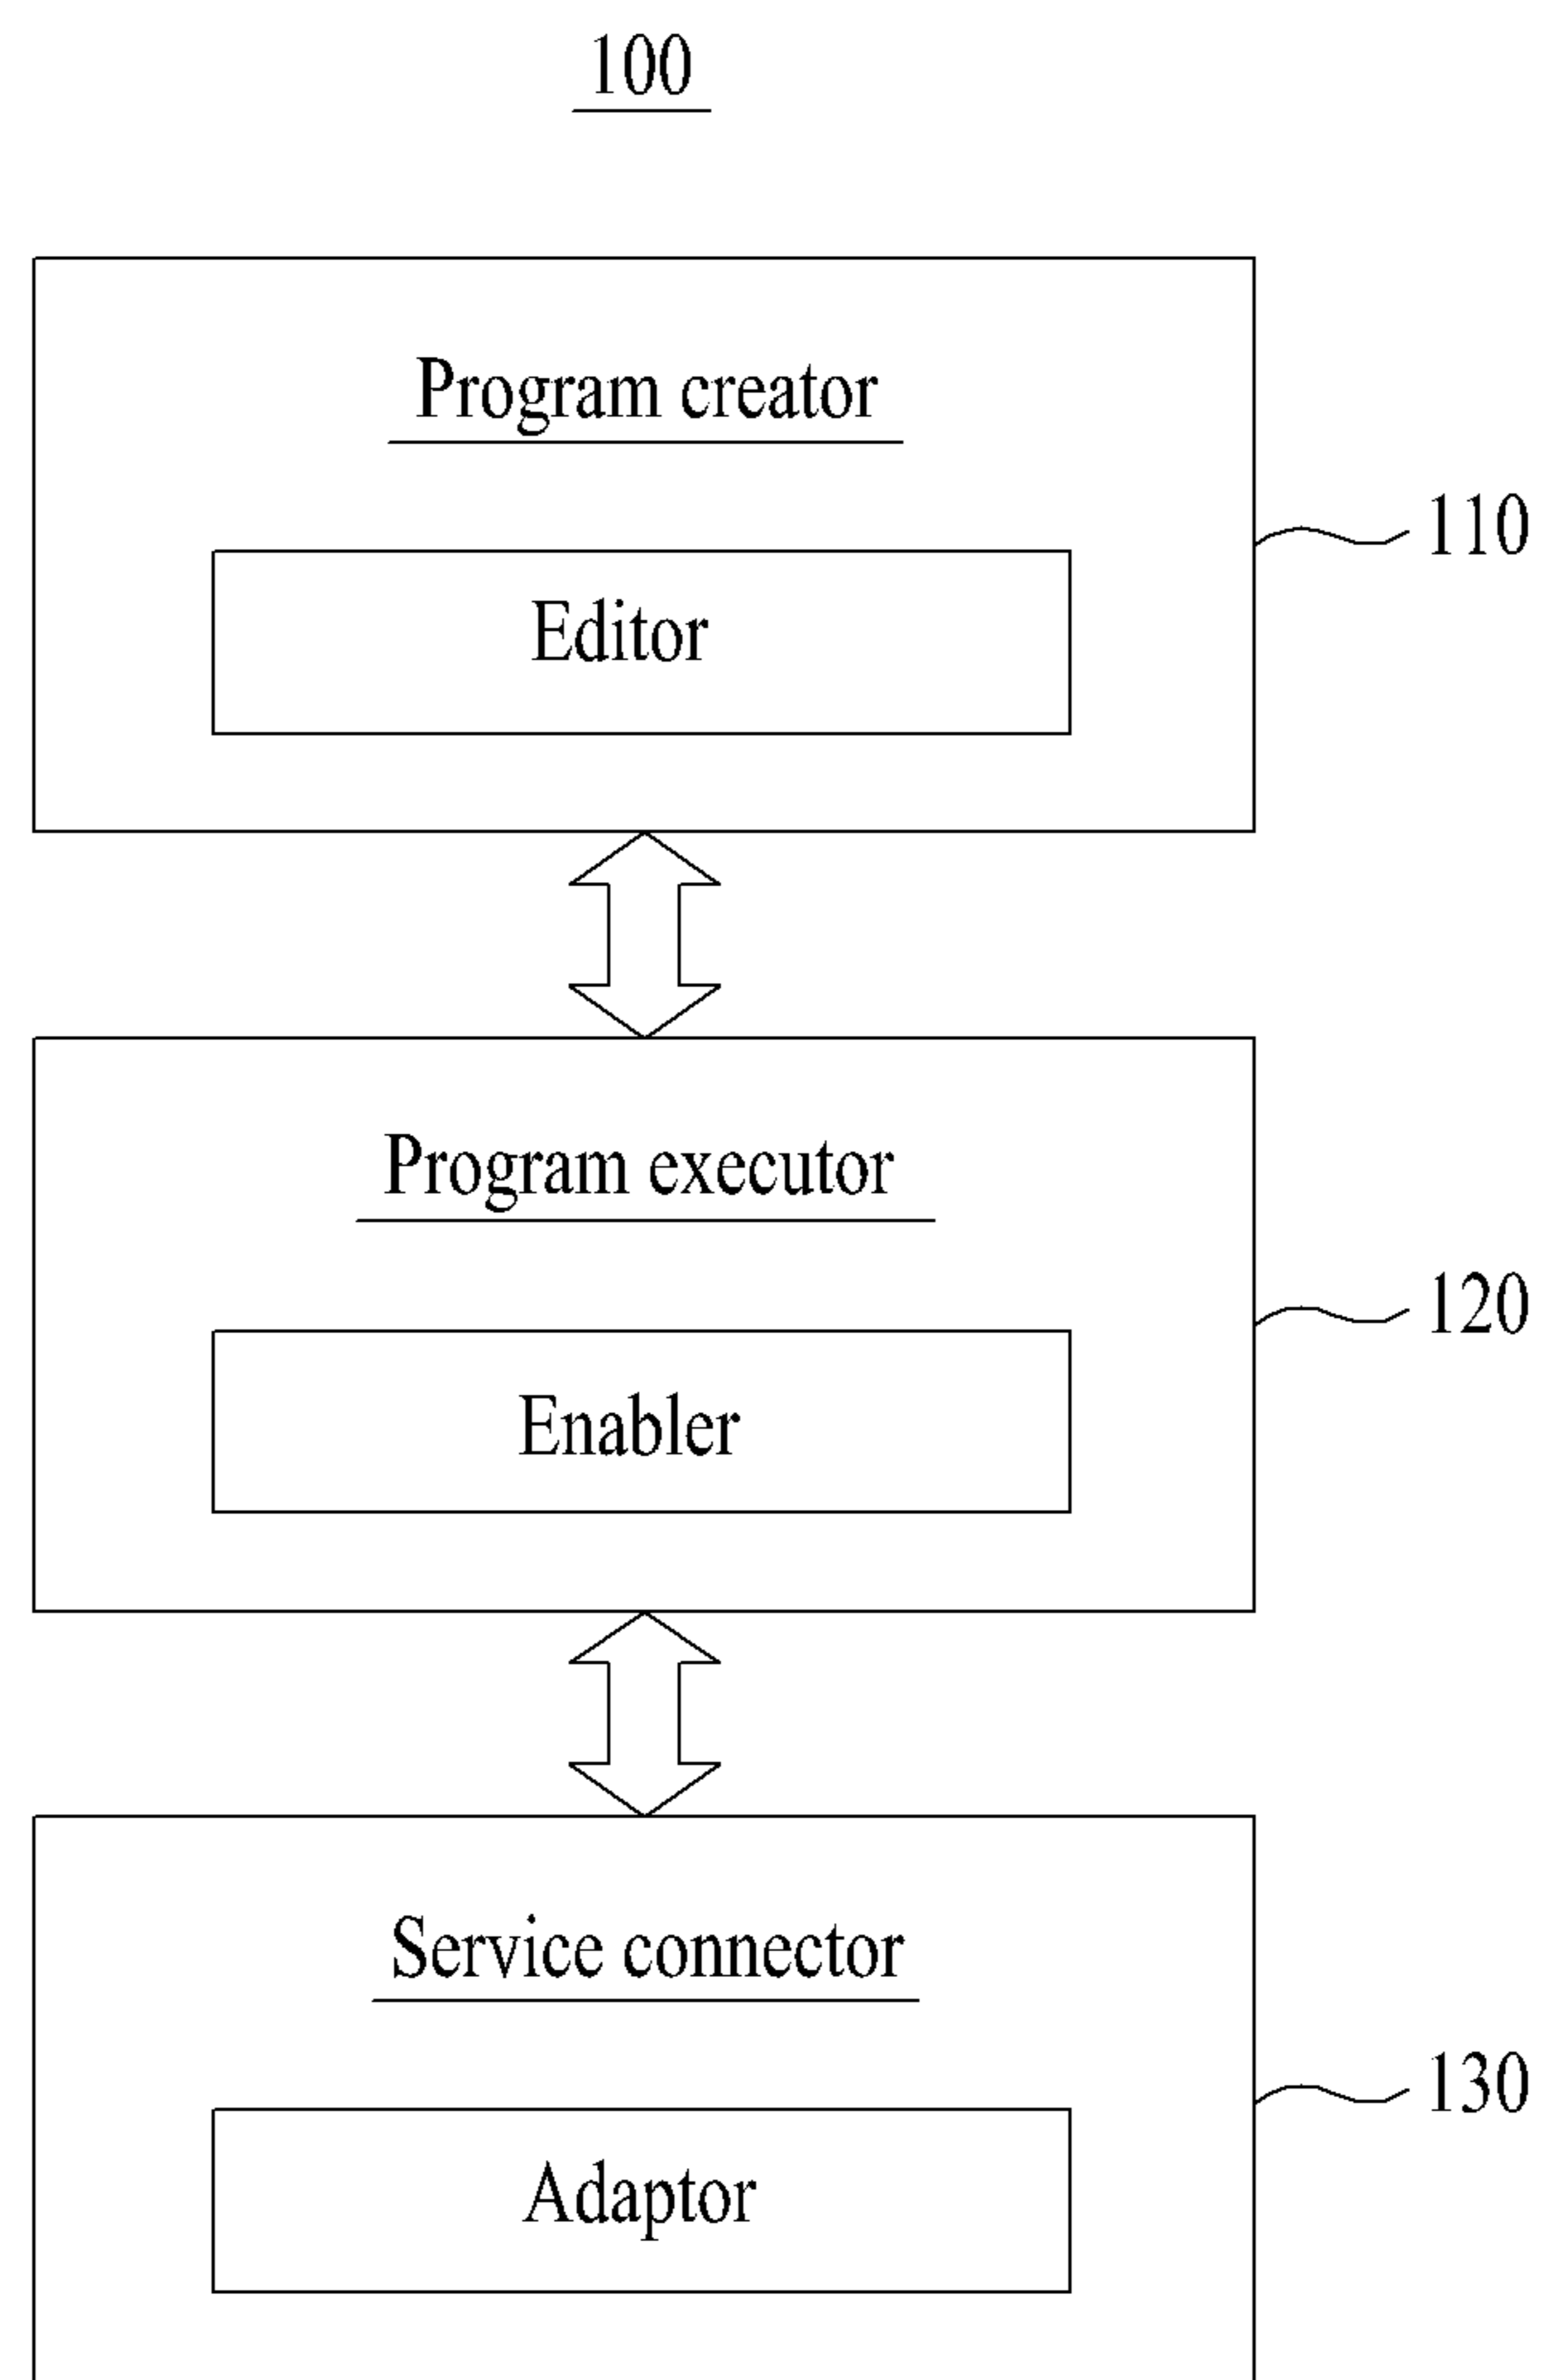 100
Program creator
110
Editor
Program executor
120
Enabler
Service connector
130
Adaptor